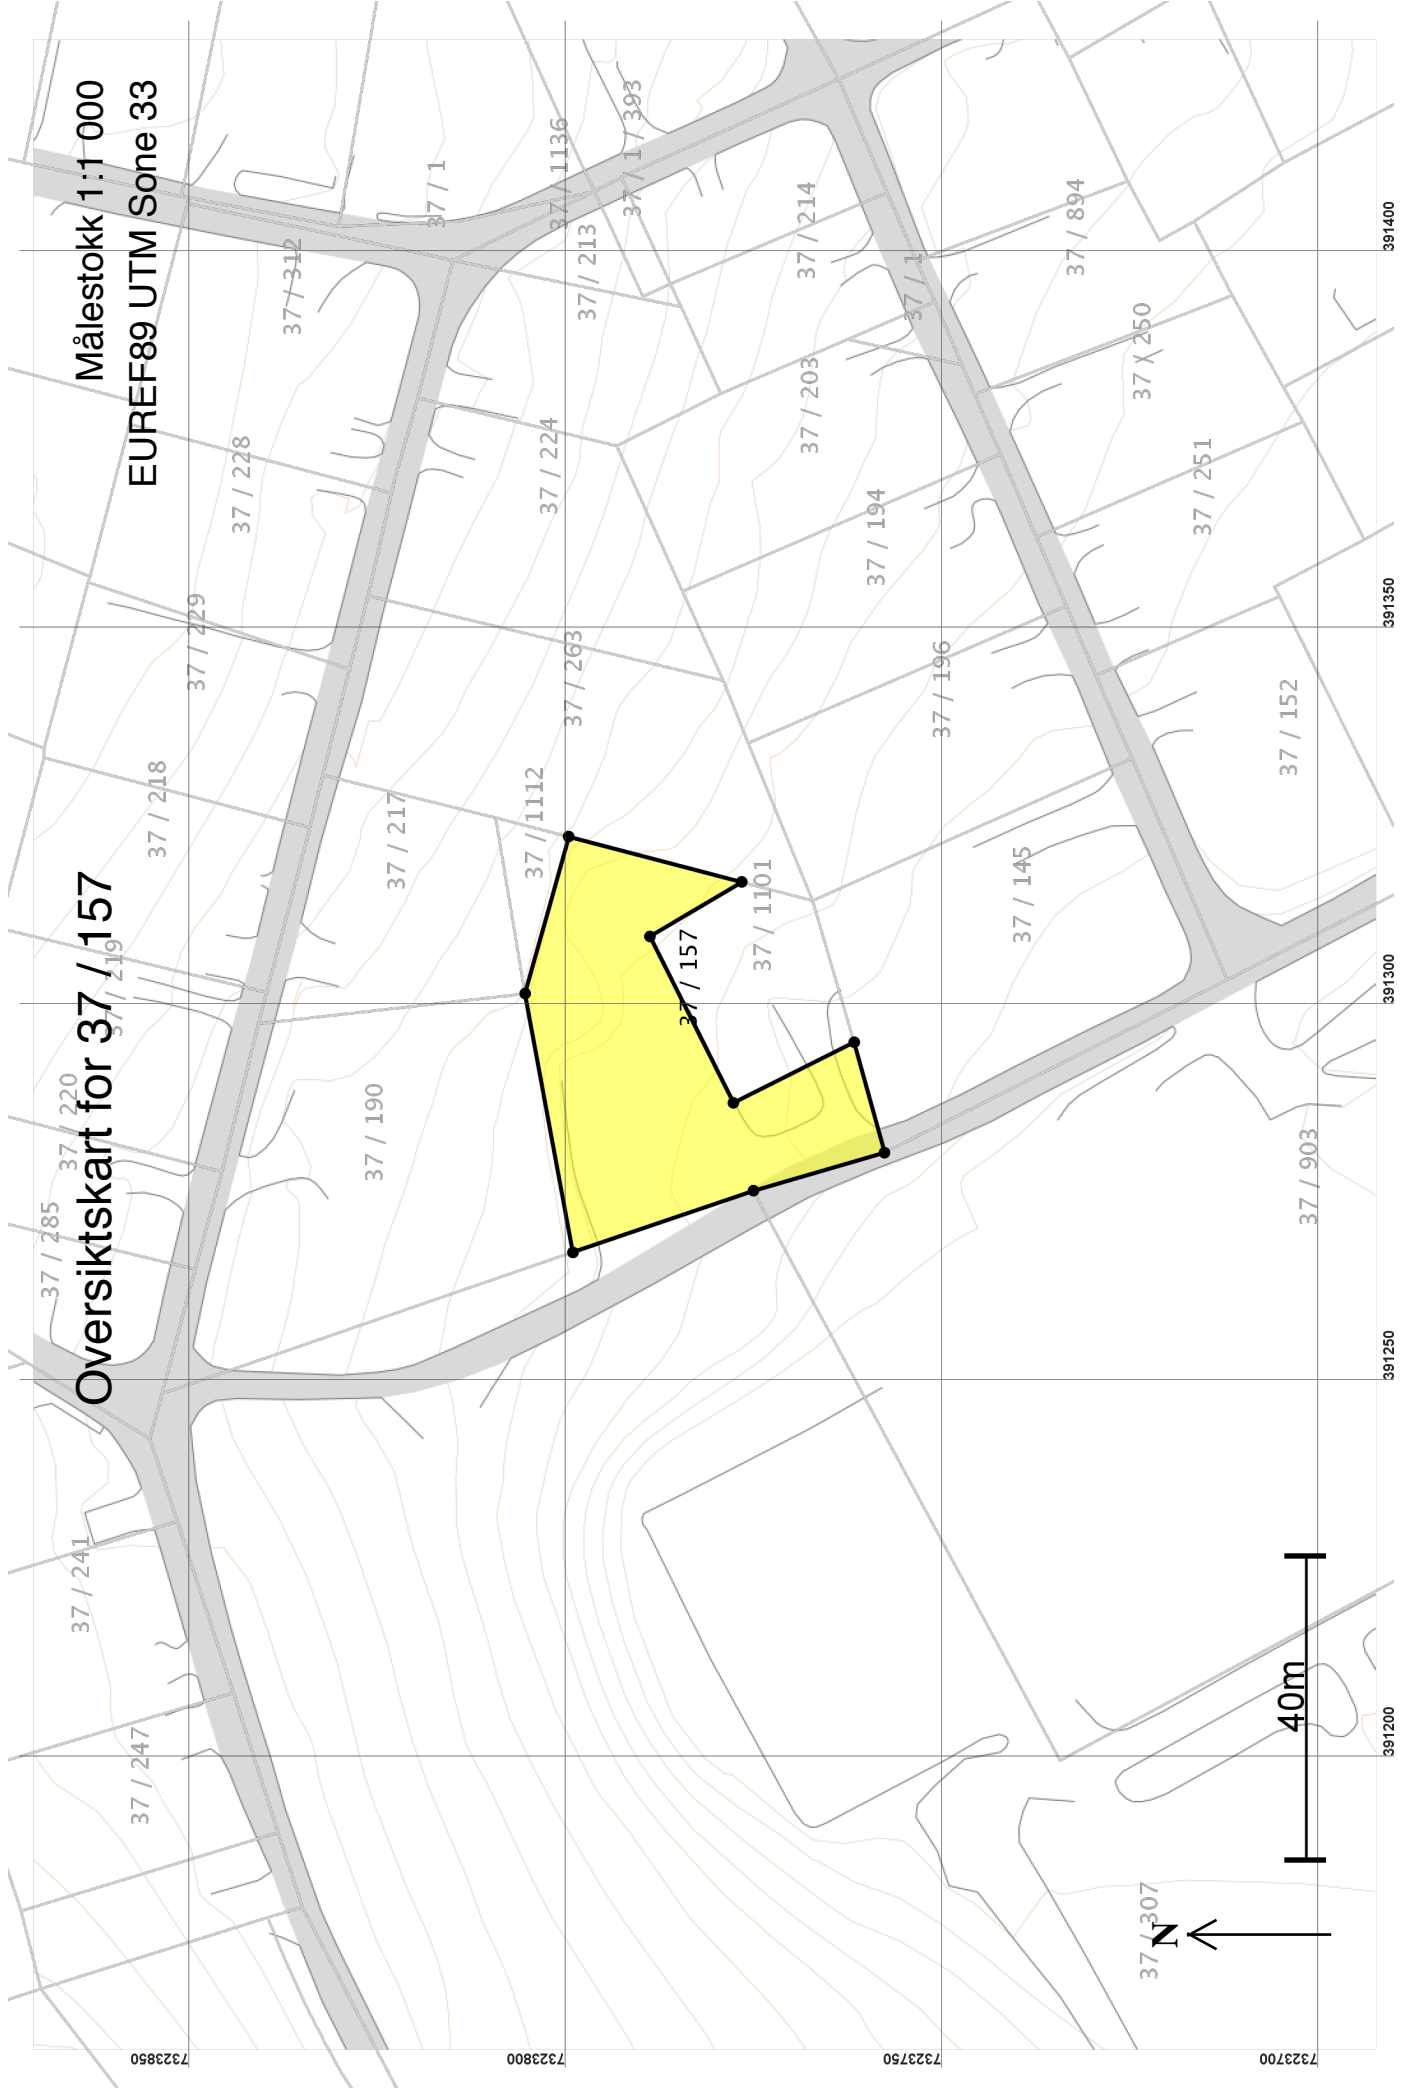 Oversiktskart for 37 / 157
Målestokk 1:1 000
EUREF89 UTM Sone 33
37 / 247
37 / 241
37 / 285
37 / 220
37 / 219
37 / 218
37 / 229
37 / 228
37 / 312
37 / 1
37 / 1136
37 / 1 / 393
37 / 190
37 / 217
37 / 1112
37 / 263
37 / 224
37 / 213
37 / 214
37 / 157
37 / 1101
37 / 194
37 / 203
37 / 1
37 / 145
37 / 196
37 / 894
37 / 250
37 / 251
37 / 152
37 / 903
37 / 307
N
40m
7323850
7323800
7323750
7323700
391200
391250
391300
391350
391400